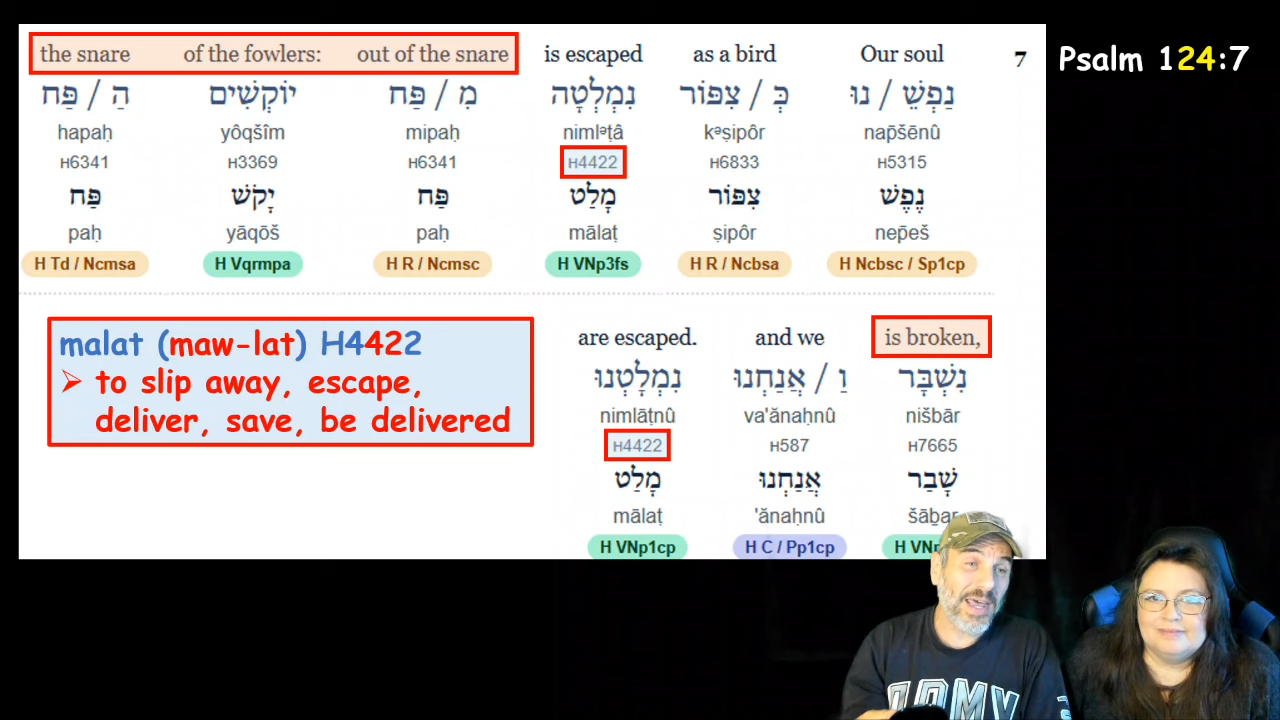 the snare of the fowlers: out of the snare is escaped as a bird Our soul 7 Psalm 124:7
הַ / פַּח יוֹקְשִׁים מִ / פַּח נִמְלְטָה כְּ / צִפּוֹר נַפְשֵׁ / נוּ
hapaḥ yôqšîm mipaḥ nimləṭâ kəṣipôr nap̄šēnû
H6341 H3369 H6341 H4422 H6833 H5315
פַּח יָקֹשׁ פַּח מָלַט צִפּוֹר נֶפֶשׁ
paḥ yāqōš paḥ mālaṭ ṣipôr nep̄eš
H Td / Ncmsa H Vqrmpa H R / Ncmsc H VNp3fs H R / Ncbsa H Ncbsc / Sp1cp
are escaped. and we is broken,
נִמְלָטְנוּ וַ / אֲנַחְנוּ נִשְׁבָּר
nimlāṭnû va'ănaḥnû nišbār
H4422 H587 H7665
מָלַט אֲנַחְנוּ שָׁבַר
mālaṭ 'ănaḥnû šāḇar
H VNp1cp H C / Pp1cp
malat (maw-lat) H4422
➢ to slip away, escape,
deliver, save, be delivered